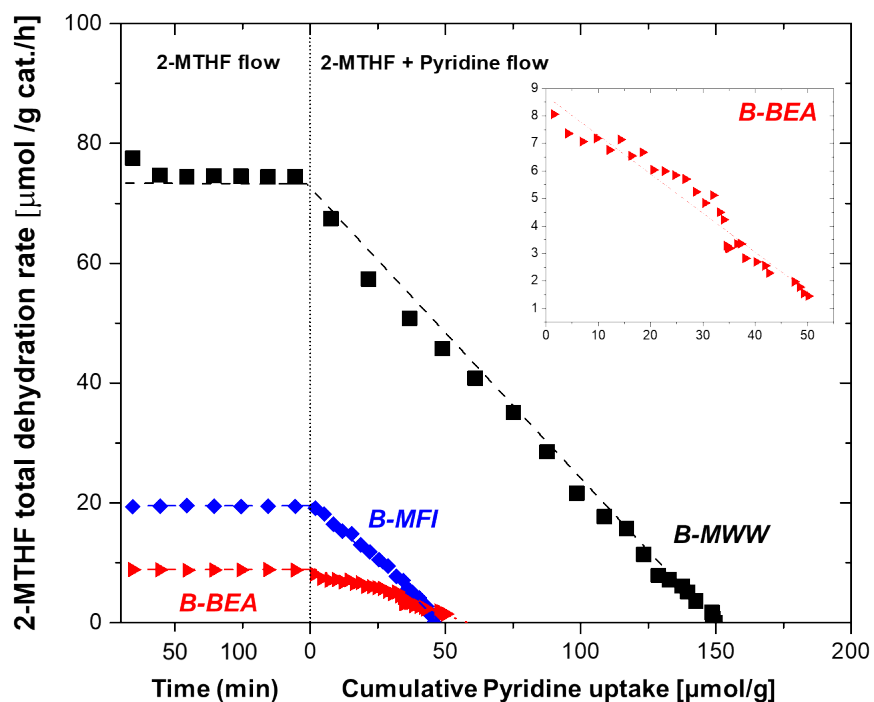 100
80
60
40
20
0
2-MTHF total dehydration rate [μmol /g cat./h]
2-MTHF flow
2-MTHF + Pyridine flow
B-BEA
9
8
7
6
5
4
3
2
1
0 10 20 30 40 50
B-MFI
B-MWW
B-BEA
50 100 0 50 100 150 200
Time (min)
Cumulative Pyridine uptake [μmol/g]